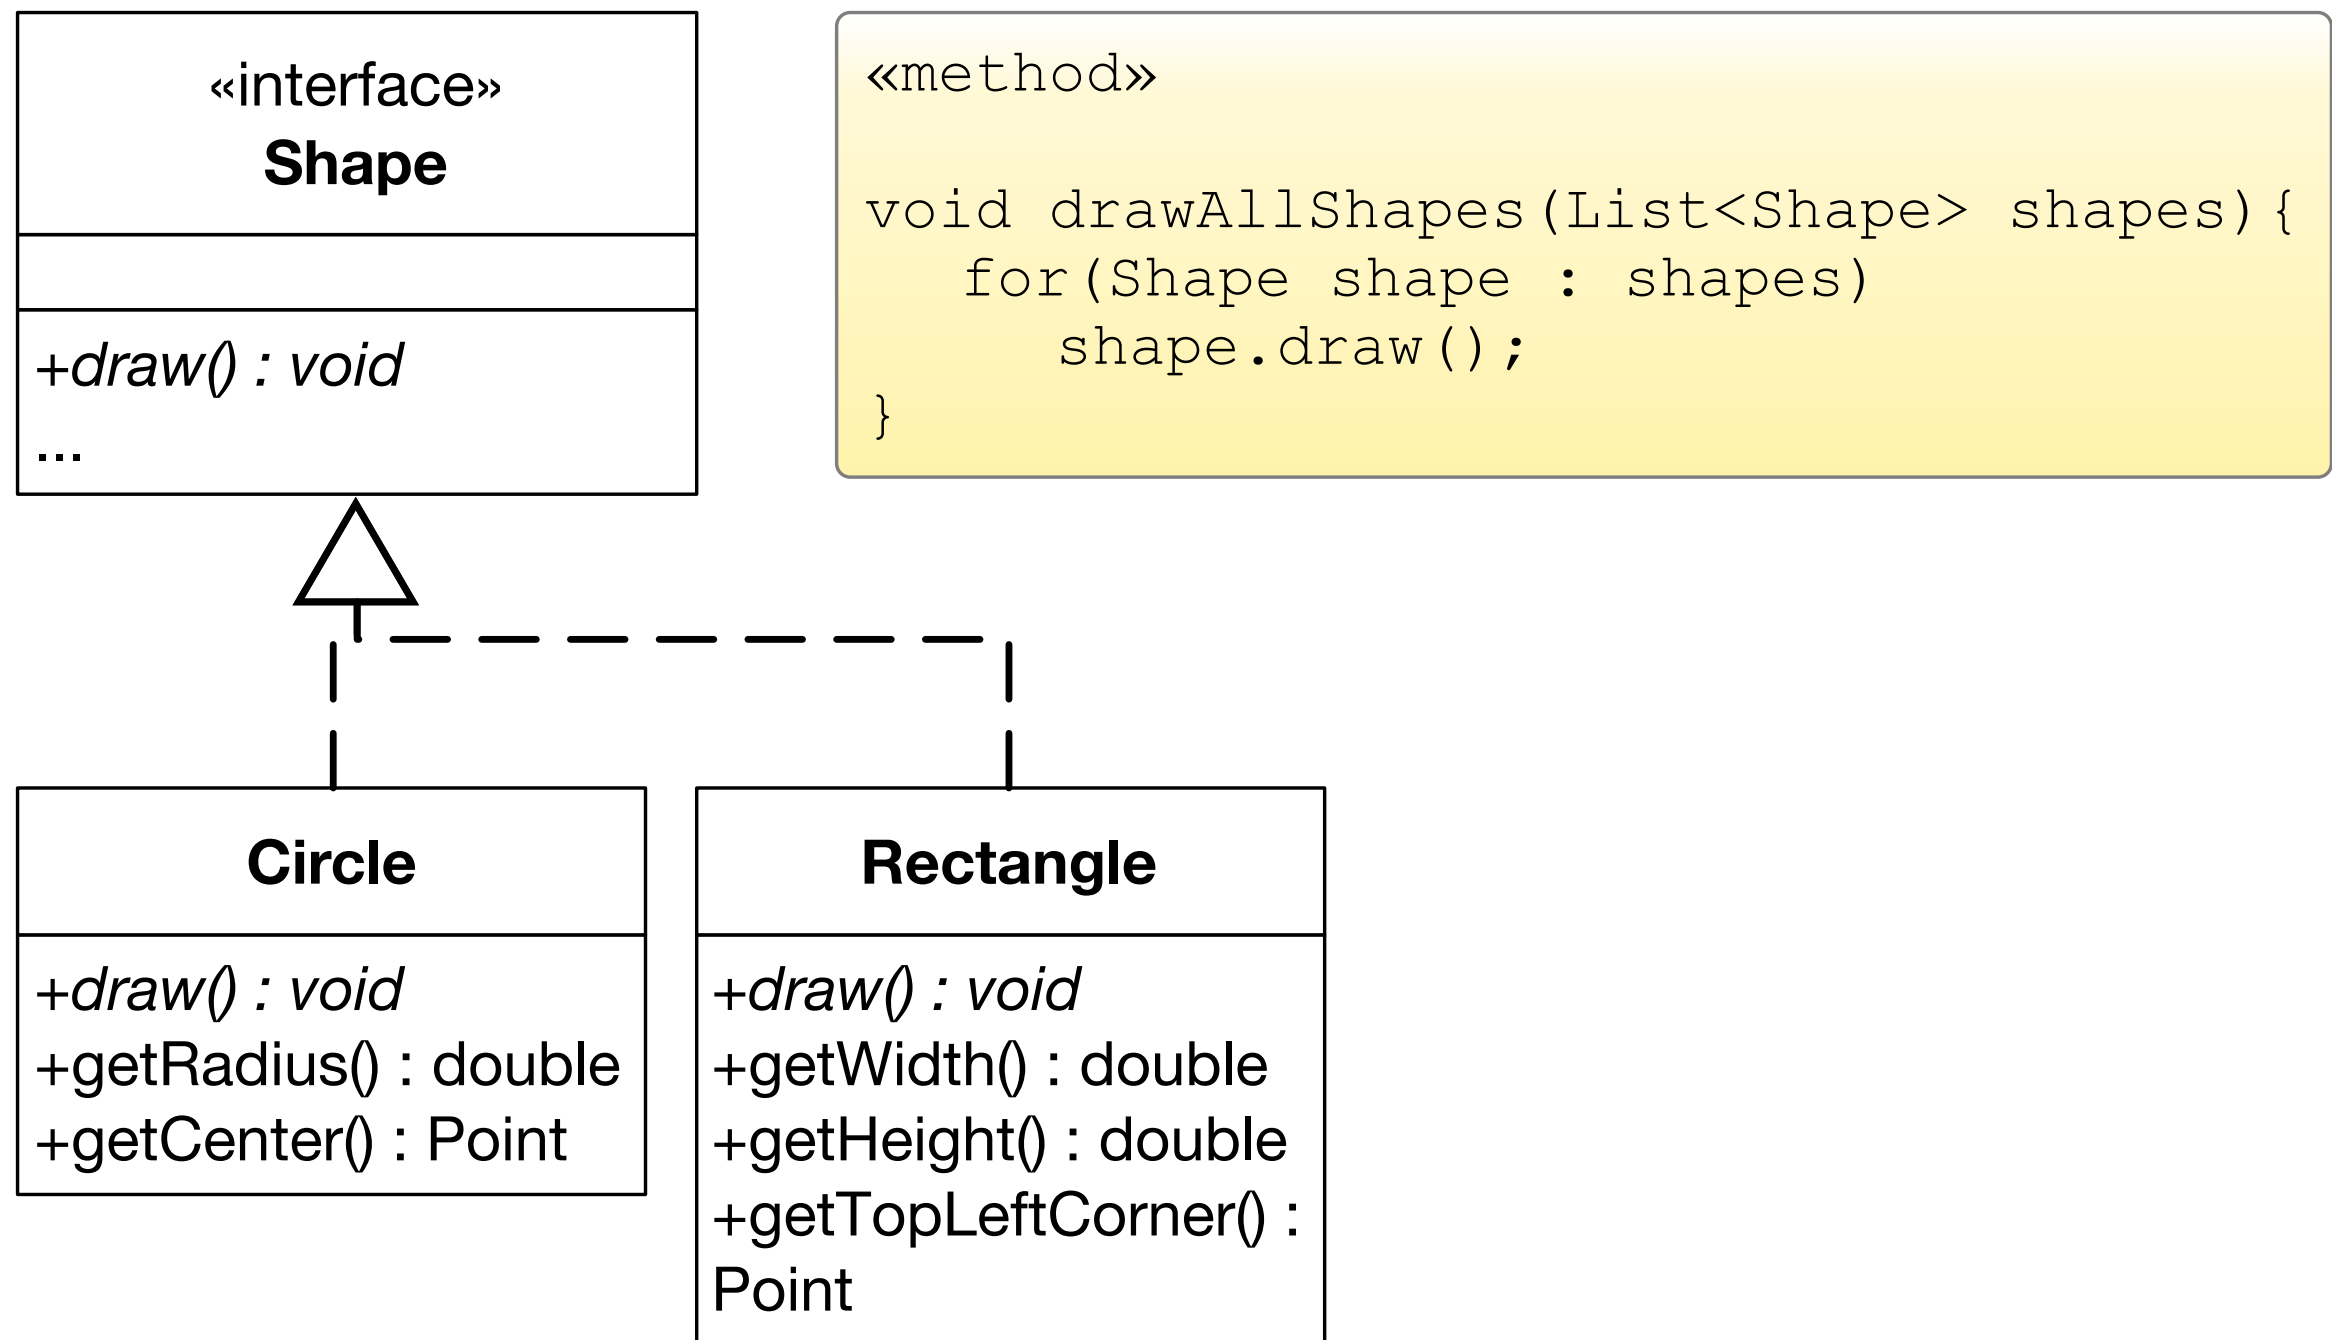 «interface»
Shape
+draw() : void
...
«method»
void drawAllShapes(List<Shape> shapes){
for(Shape shape : shapes)
shape.draw();
}
Circle
+draw() : void
+getRadius() : double
+getCenter() : Point
Rectangle
+draw() : void
+getWidth() : double
+getHeight() : double
+getTopLeftCorner() :
Point